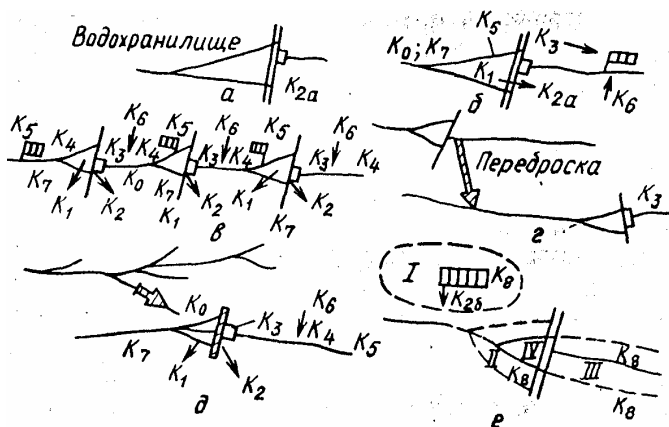 Водохранилище
K₂ₐ
а
K₀; K₇
K₅
K₁
K₂ₐ
K₃
K₆
б
K₅
K₄
K₇
K₁
K₆
K₃
K₂
K₀
K₅
K₄
K₇
K₁
K₆
K₃
K₂
K₅
K₄
K₁
K₇
K₆
K₃
K₂
K₄
в
Переброска
K₃
г
K₀
K₇
K₁
K₂
K₃
K₆
K₄
K₅
д
I
K₈
K₂б
II
IV
III
K₈
K₈
K₈
е